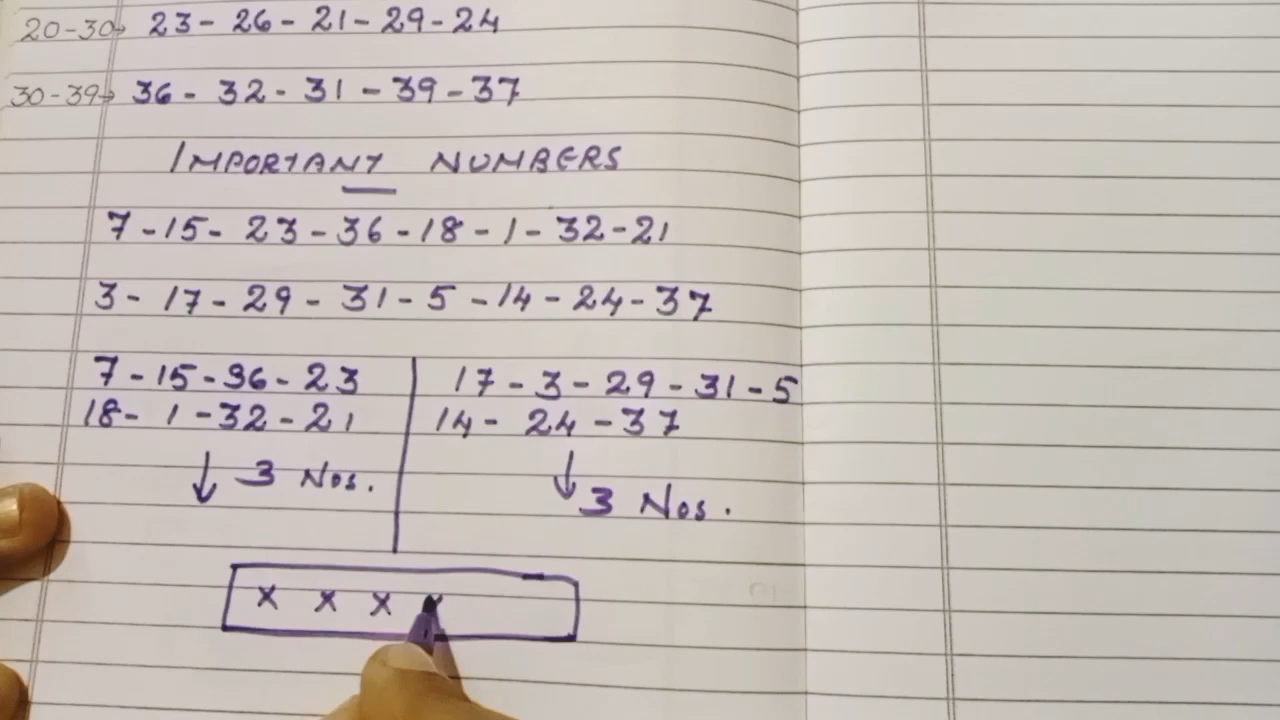 20-30→ 23 - 26 - 21 - 29 - 24
30-39→ 36 - 32 - 31 - 39 - 37
IMPORTANT NUMBERS
7 - 15 - 23 - 36 - 18 - 1 - 32 - 21
3 - 17 - 29 - 31 - 5 - 14 - 24 - 37
7 - 15 - 36 - 23
18 - 1 - 32 - 21
↓ 3 Nos.
17 - 3 - 29 - 31 - 5
14 - 24 - 37
↓ 3 Nos.
x x x x